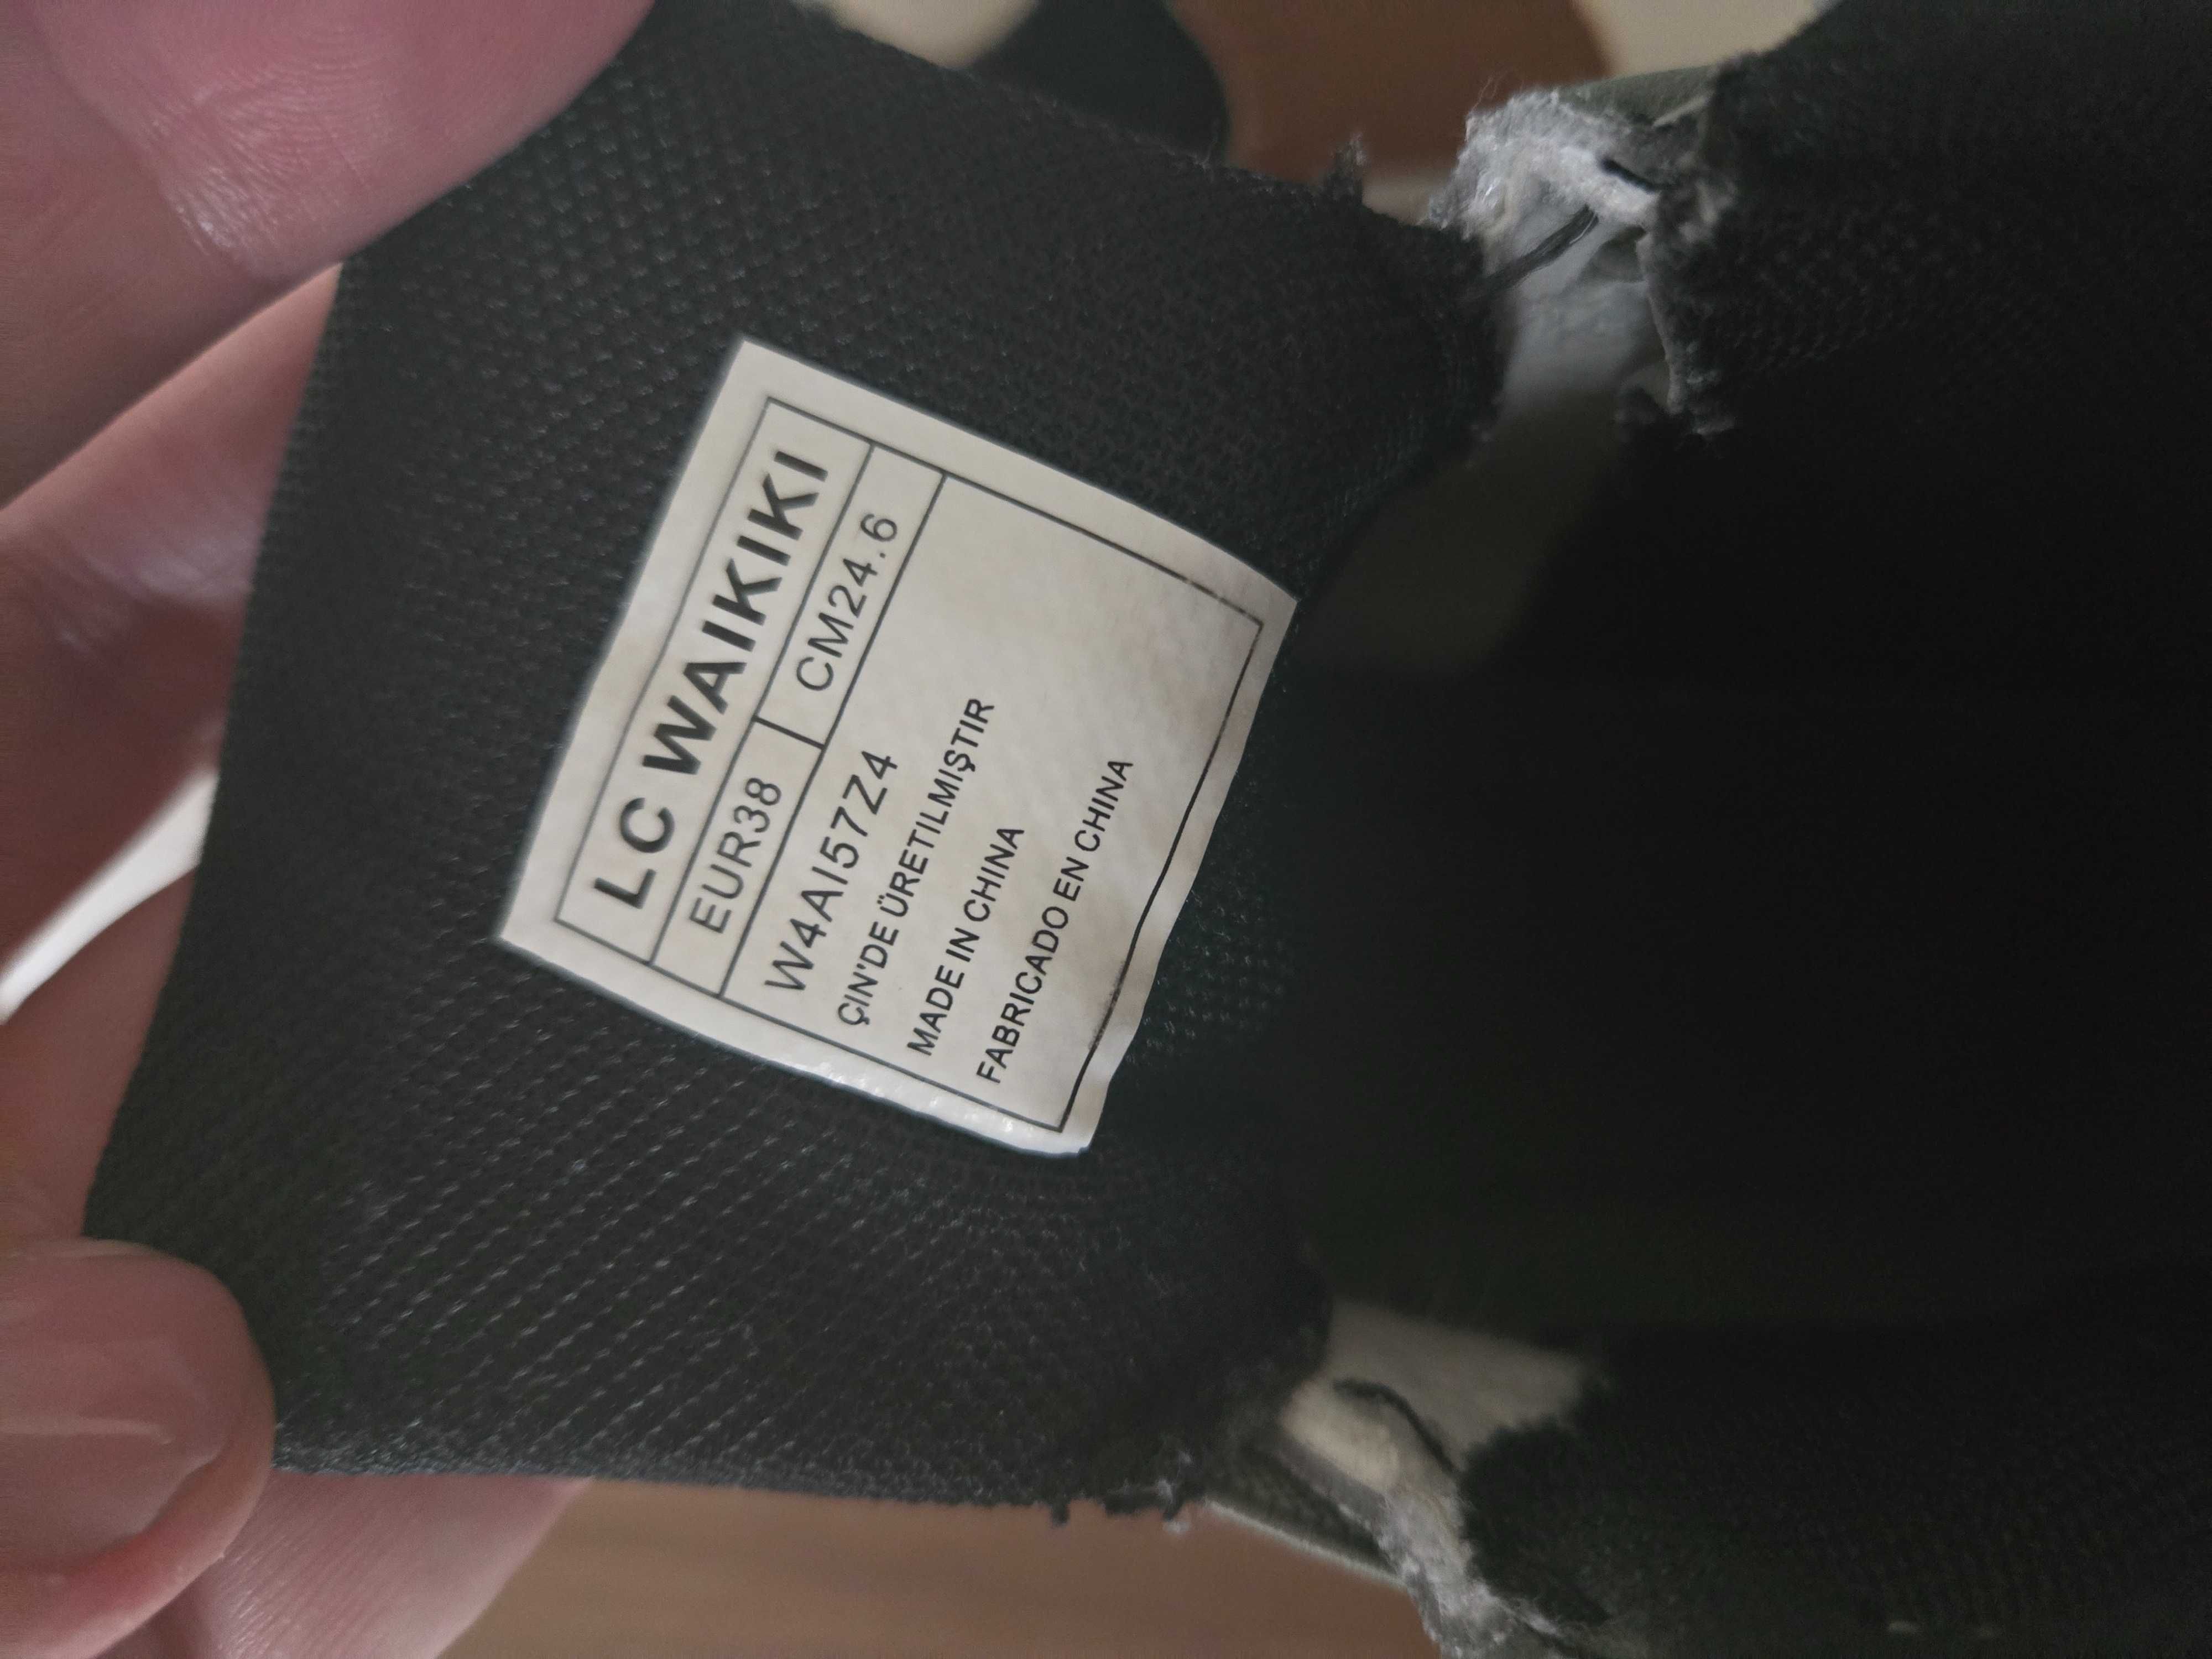 LC WAIKIKI
EUR38 CM24.6
W4AI57Z4
ÇIN'DE ÜRETILMIŞTIR
MADE IN CHINA
FABRICADO EN CHINA